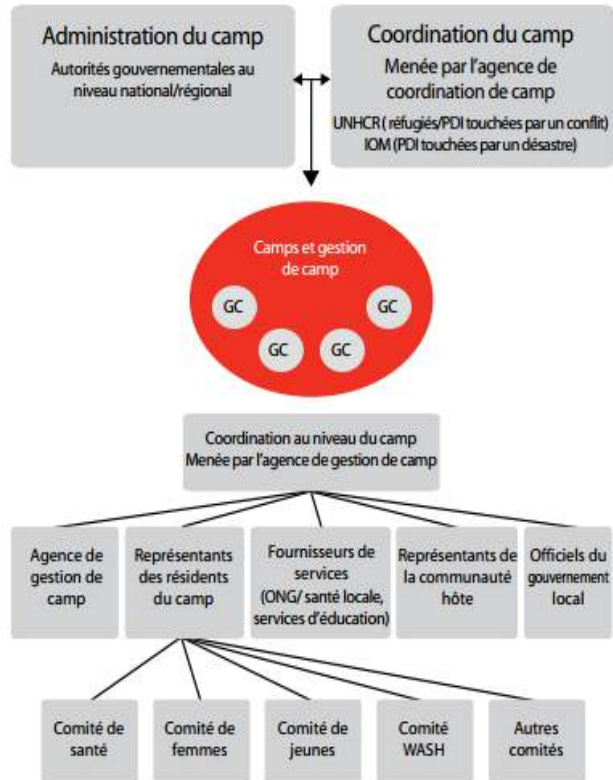 Administration du camp
Autorités gouvernementales au
niveau national/régional
Coordination du camp
Menée par l'agence de
coordination de camp
UNHCR ( réfugiés/PDI touchées par un conflit)
IOM (PDI touchées par un désastre)
Camps et gestion
de camp
GC
GC
GC
GC
Coordination au niveau du camp
Menée par l'agence de gestion de camp
Agence de
gestion de
camp
Représentants
des résidents
du camp
Fournisseurs de
services
(ONG/ santé locale,
services d'éducation)
Représentants de
la communauté
hôte
Officiels du
gouvernement
local
Comité de
santé
Comité de
femmes
Comité de
jeunes
Comité
WASH
Autres
comités